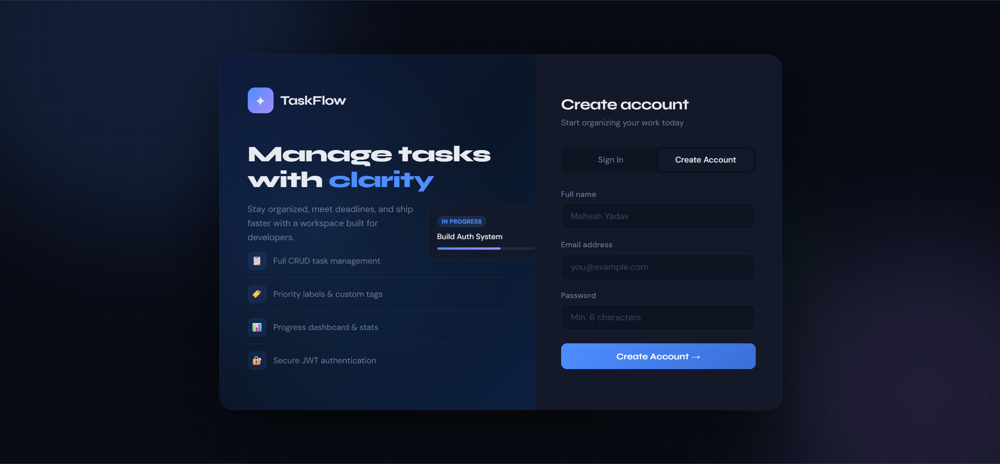 TaskFlow
Manage tasks
with clarity
Stay organized, meet deadlines, and ship
faster with a workspace built for
developers.
IN PROGRESS
Build Auth System
Full CRUD task management
Priority labels & custom tags
Progress dashboard & stats
Secure JWT authentication
Create account
Start organizing your work today
Sign In
Create Account
Full name
Mahesh Yadav
Email address
you@example.com
Password
Min. 6 characters
Create Account →